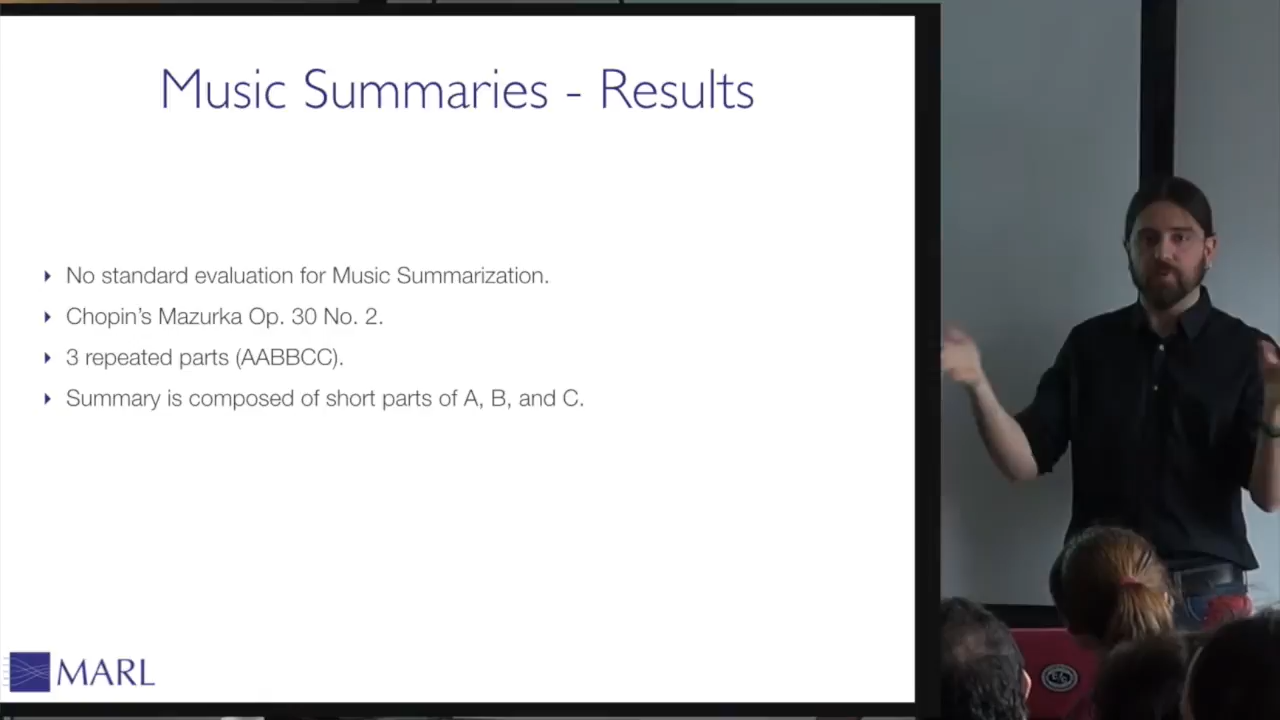 Music Summaries - Results
No standard evaluation for Music Summarization.
Chopin's Mazurka Op. 30 No. 2.
3 repeated parts (AABBCC).
Summary is composed of short parts of A, B, and C.
MARL